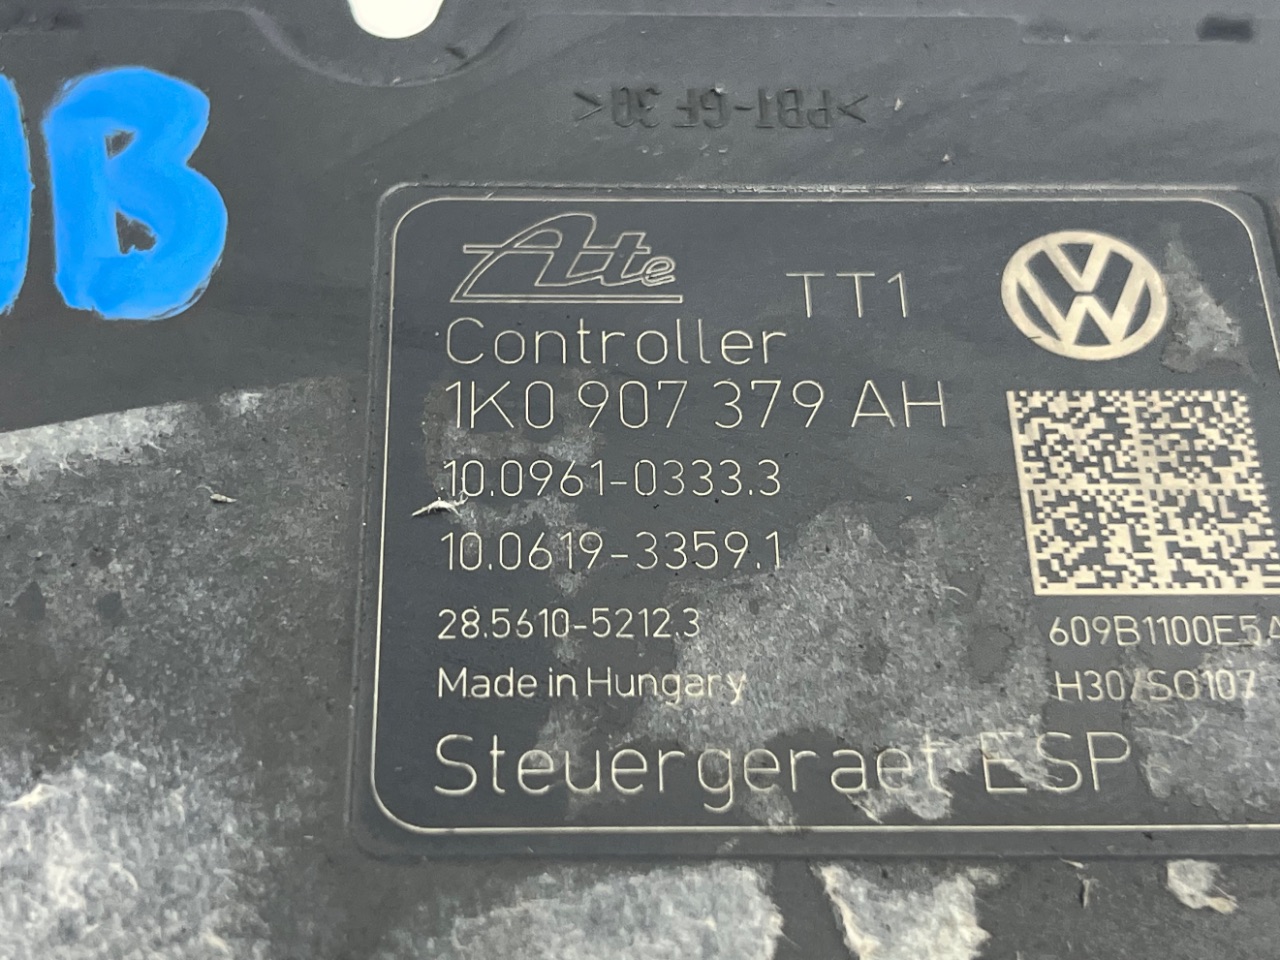 B
>PBT-GF 30<
Ate
TT1
Controller
1K0 907 379 AH
10.0961-0333.3
10.0619-3359.1
28.5610-5212.3
609B1100E5A
Made in Hungary
H30/SO107
Steuergeraet ESP